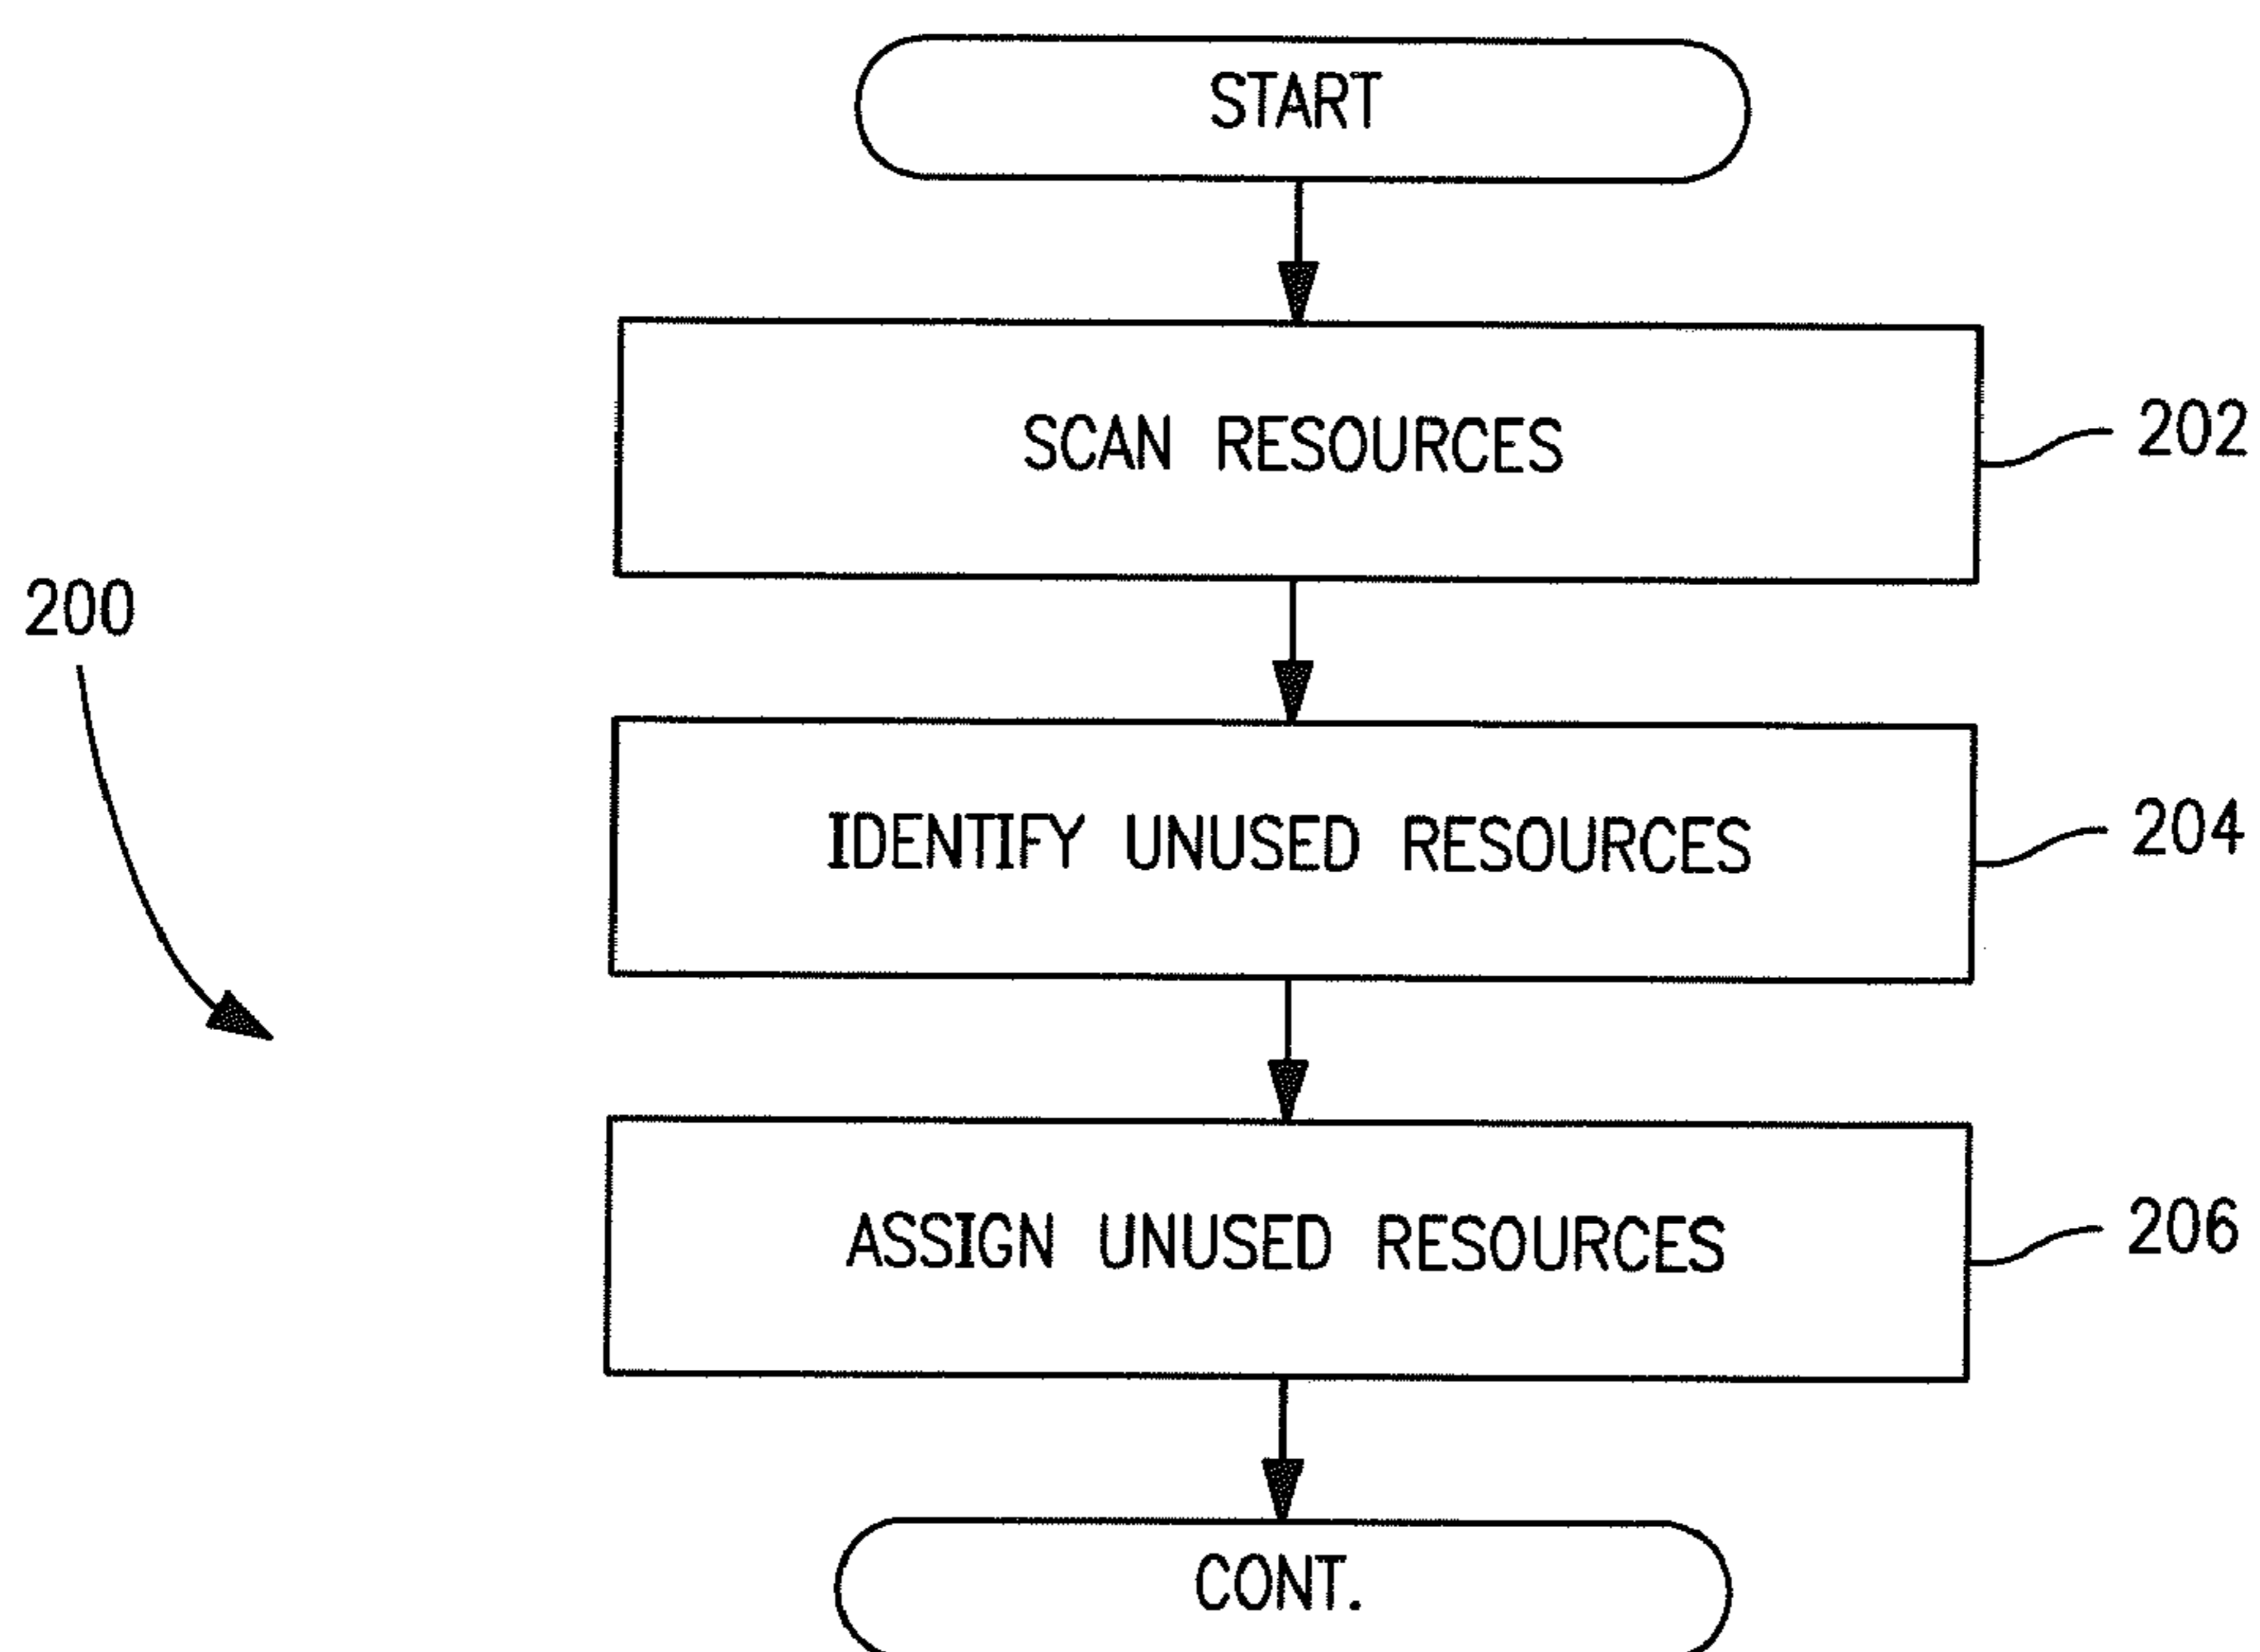 START
SCAN RESOURCES
202
200
IDENTIFY UNUSED RESOURCES
204
ASSIGN UNUSED RESOURCES
206
CONT.